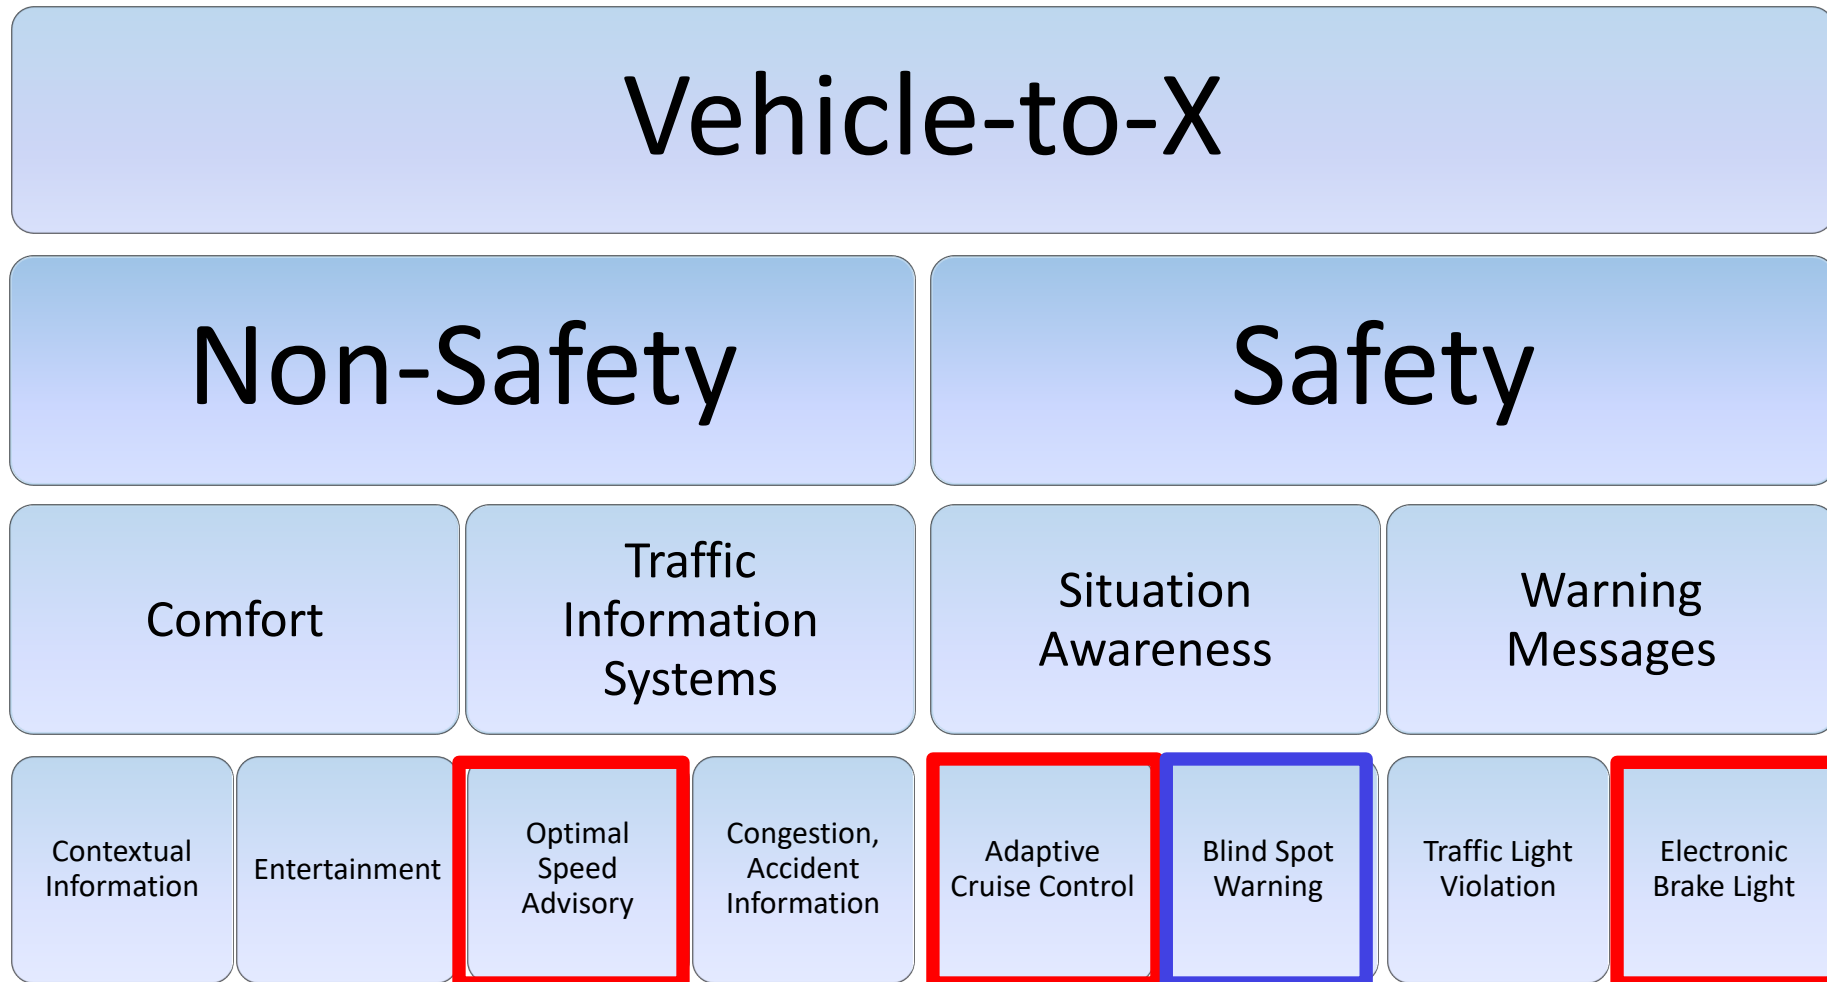 Vehicle-to-X
Non-Safety
Safety
Comfort
Traffic
Information
Systems
Situation
Awareness
Warning
Messages
Contextual
Information
Entertainment
Optimal
Speed
Advisory
Congestion,
Accident
Information
Adaptive
Cruise Control
Blind Spot
Warning
Traffic Light
Violation
Electronic
Brake Light